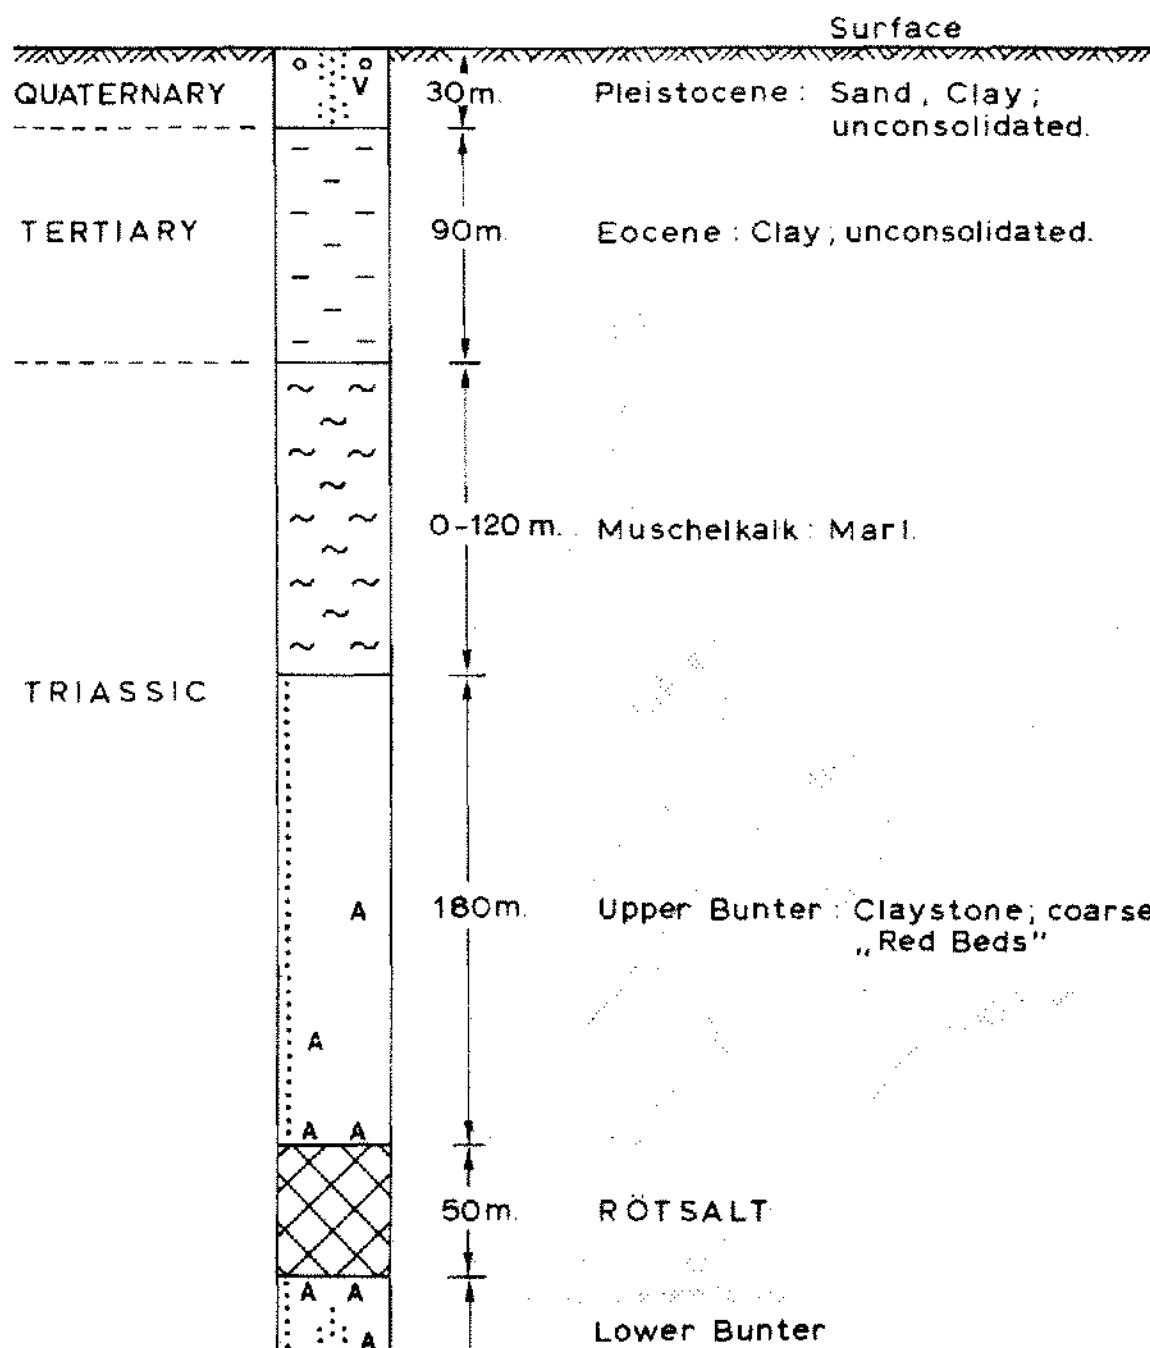 Surface
QUATERNARY
V
30m.
Pleistocene: Sand, Clay;
unconsolidated.
TERTIARY
90m.
Eocene: Clay; unconsolidated.
0-120 m.
Muschelkalk: Marl.
TRIASSIC
A
180m.
Upper Bunter: Claystone; coarse
„Red Beds"
A
A A
50m.
RÖTSALT
A A
Lower Bunter
A